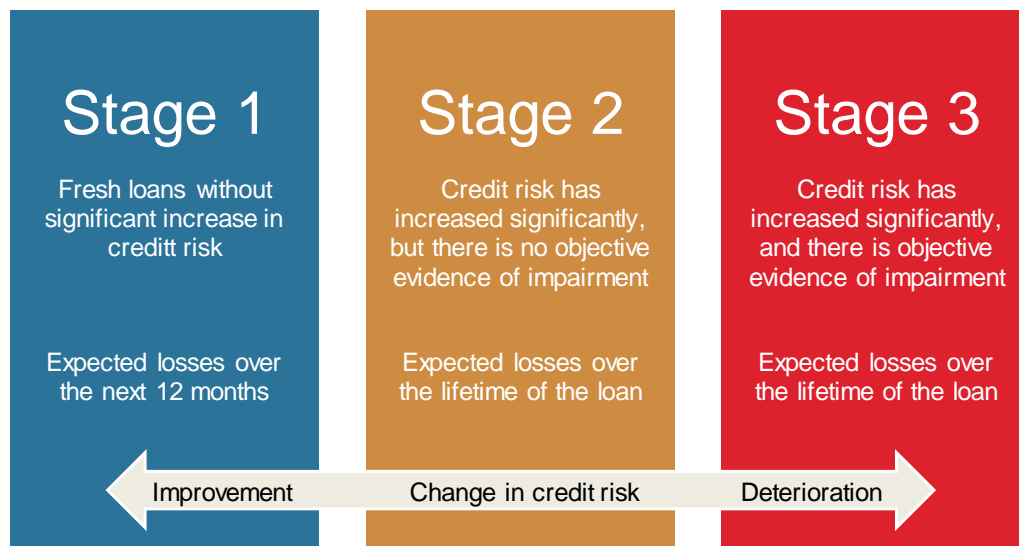 Stage 1
Fresh loans without
significant increase in
creditt risk
Expected losses over
the next 12 months
Stage 2
Credit risk has
increased significantly,
but there is no objective
evidence of impairment
Expected losses over
the lifetime of the loan
Stage 3
Credit risk has
increased significantly,
and there is objective
evidence of impairment
Expected losses over
the lifetime of the loan
Improvement
Change in credit risk
Deterioration